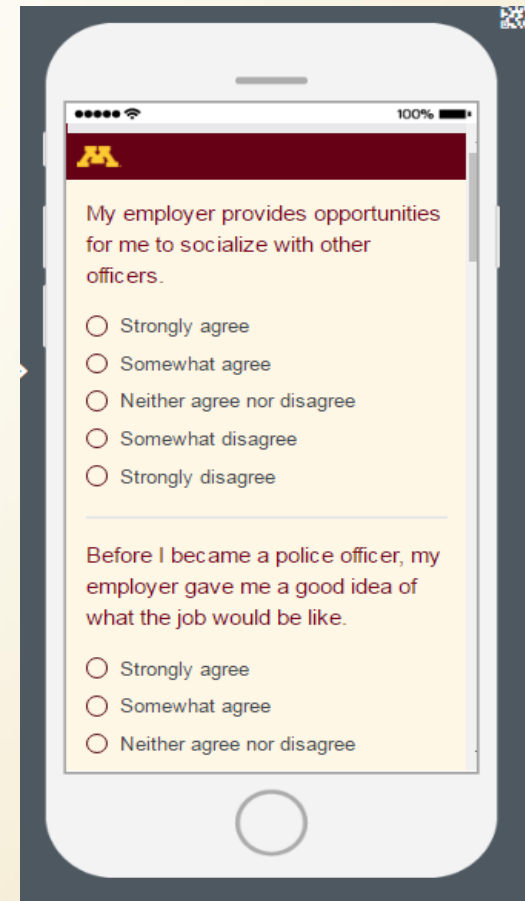 100%
M
My employer provides opportunities
for me to socialize with other
officers.
Strongly agree
Somewhat agree
Neither agree nor disagree
Somewhat disagree
Strongly disagree
Before I became a police officer, my
employer gave me a good idea of
what the job would be like.
Strongly agree
Somewhat agree
Neither agree nor disagree